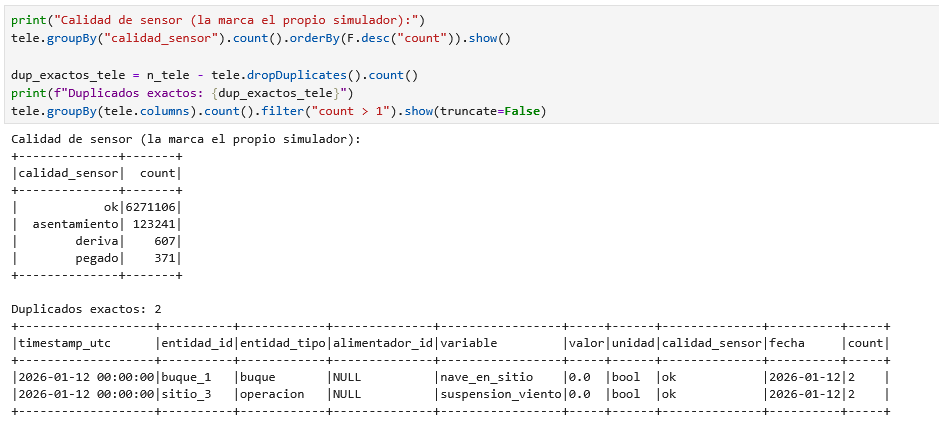 print("Calidad de sensor (la marca el propio simulador):")
tele.groupBy("calidad_sensor").count().orderBy(F.desc("count")).show()

dup_exactos_tele = n_tele - tele.dropDuplicates().count()
print(f"Duplicados exactos: {dup_exactos_tele}")
tele.groupBy(tele.columns).count().filter("count > 1").show(truncate=False)

Calidad de sensor (la marca el propio simulador):
+--------------+-------+
|calidad_sensor|  count|
+--------------+-------+
|            ok|6271106|
|  asentamiento| 123241|
|        deriva|    607|
|        pegado|    371|
+--------------+-------+

Duplicados exactos: 2
+-------------------+----------+------------+--------------+-----------------+-----+------+--------------+----------+-----+
|timestamp_utc      |entidad_id|entidad_tipo|alimentador_id|variable         |valor|unidad|calidad_sensor|fecha     |count|
+-------------------+----------+------------+--------------+-----------------+-----+------+--------------+----------+-----+
|2026-01-12 00:00:00|buque_1   |buque       |NULL          |nave_en_sitio    |0.0  |bool  |ok            |2026-01-12|2    |
|2026-01-12 00:00:00|sitio_3   |operacion   |NULL          |suspension_viento|0.0  |bool  |ok            |2026-01-12|2    |
+-------------------+----------+------------+--------------+-----------------+-----+------+--------------+----------+-----+